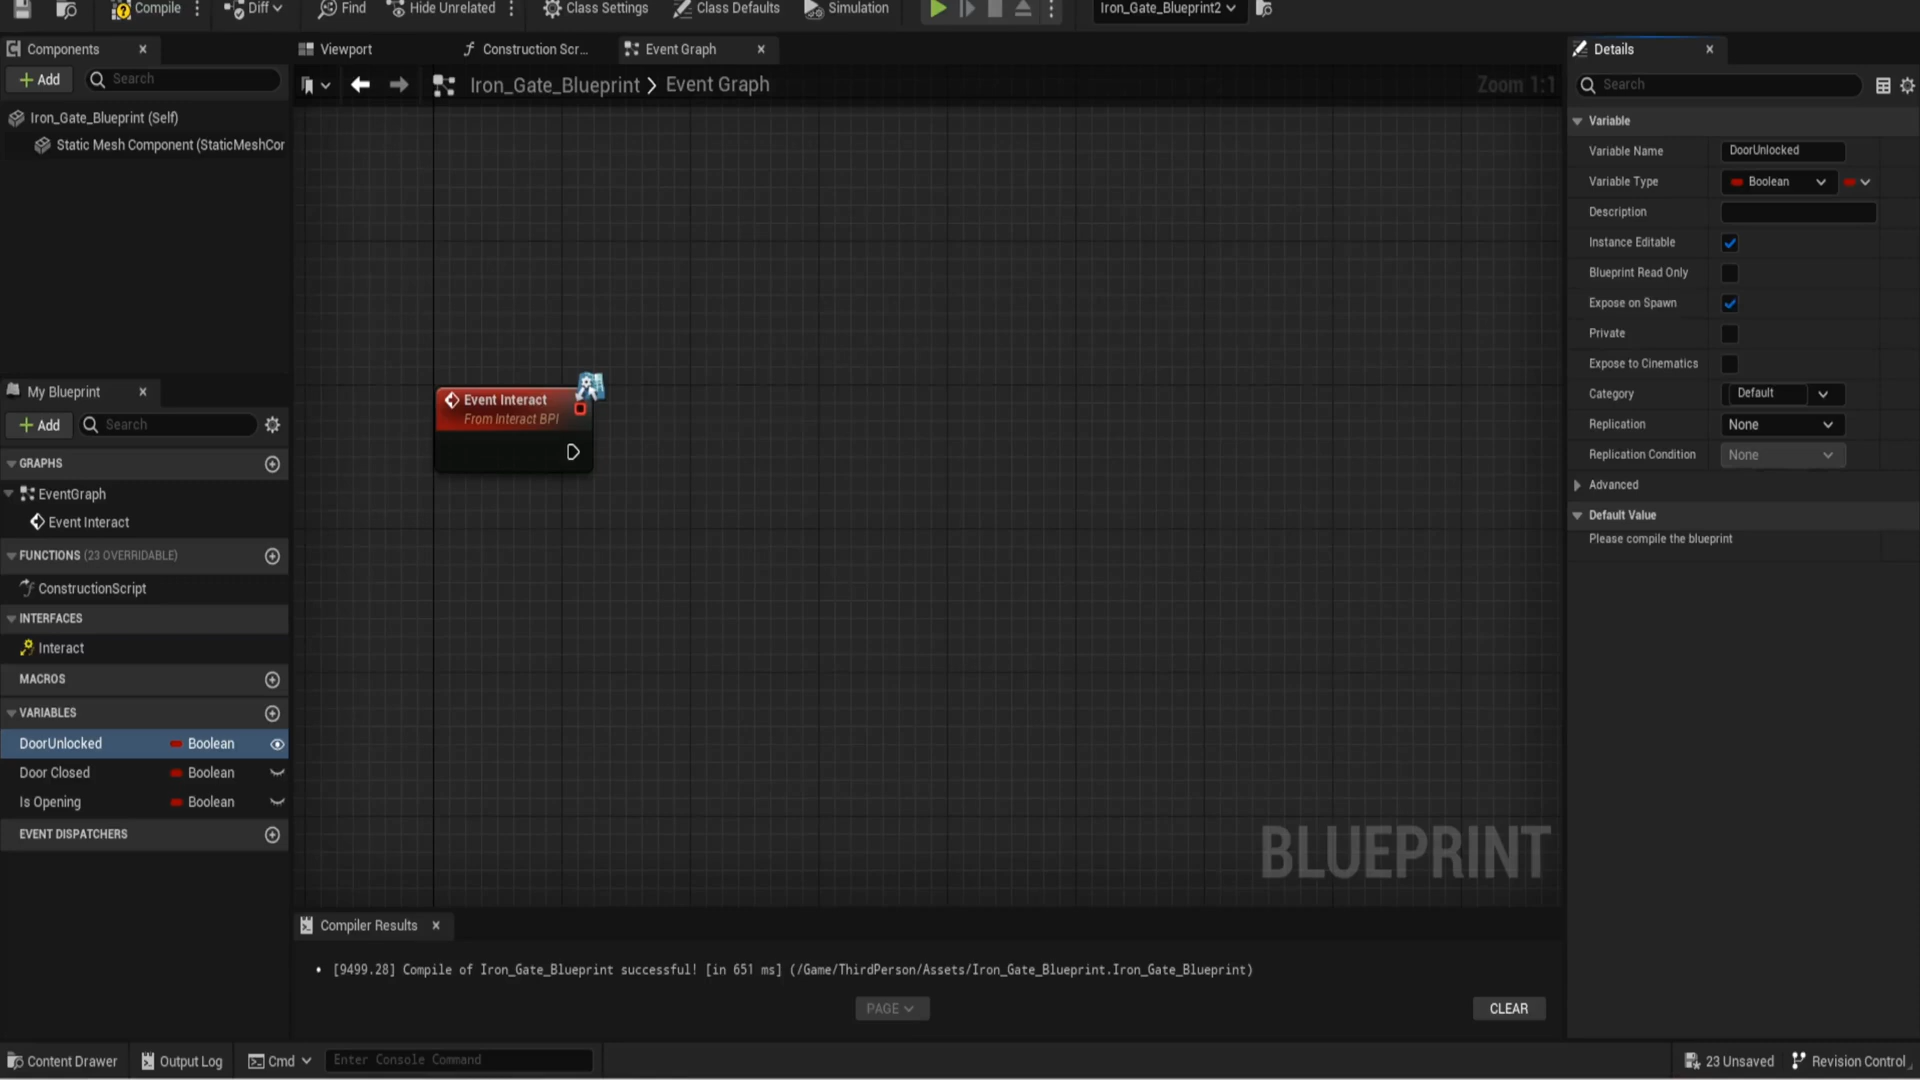 Compile
Diff
Find
Hide Unrelated
Class Settings
Class Defaults
Simulation
Iron_Gate_Blueprint2
Components
Add
Search
Iron_Gate_Blueprint (Self)
Static Mesh Component (StaticMeshCor
My Blueprint
Add
Search
GRAPHS
EventGraph
Event Interact
FUNCTIONS (23 OVERRIDABLE)
ConstructionScript
INTERFACES
Interact
MACROS
VARIABLES
DoorUnlocked Boolean
Door Closed Boolean
Is Opening Boolean
EVENT DISPATCHERS
Viewport
Construction Scr...
Event Graph
Iron_Gate_Blueprint > Event Graph
Zoom 1:1
Event Interact
From Interact BPI
BLUEPRINT
Compiler Results
[9499.28] Compile of Iron_Gate_Blueprint successful! [in 651 ms] (/Game/ThirdPerson/Assets/Iron_Gate_Blueprint.Iron_Gate_Blueprint)
PAGE
CLEAR
Details
Search
Variable
Variable Name DoorUnlocked
Variable Type Boolean
Description
Instance Editable
Blueprint Read Only
Expose on Spawn
Private
Expose to Cinematics
Category Default
Replication None
Replication Condition None
Advanced
Default Value
Please compile the blueprint
Content Drawer
Output Log
Cmd
Enter Console Command
23 Unsaved
Revision Control